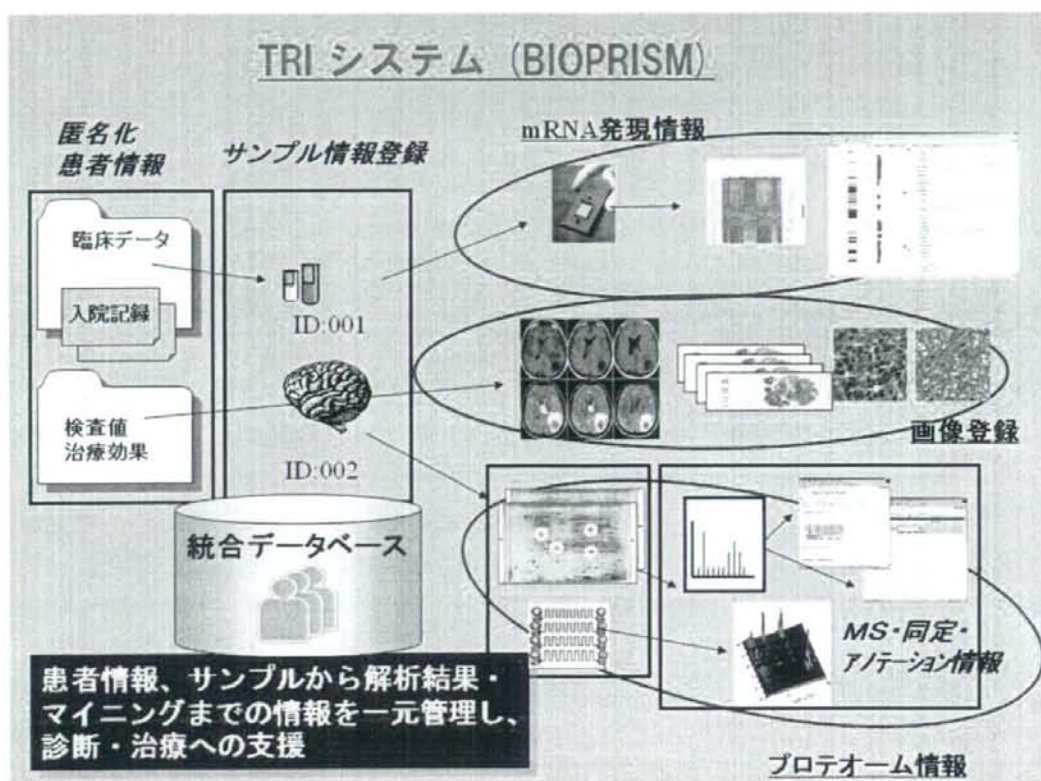 TRI システム (BIOPRISM)
匿名化
患者情報
サンプル情報登録
mRNA発現情報
臨床データ
入院記録
ID:001
検査値
治療効果
ID:002
画像登録
統合データベース
MS・同定・
アノテーション情報
患者情報、サンプルから解析結果・
マイニングまでの情報を一元管理し、
診断・治療への支援
プロテオーム情報